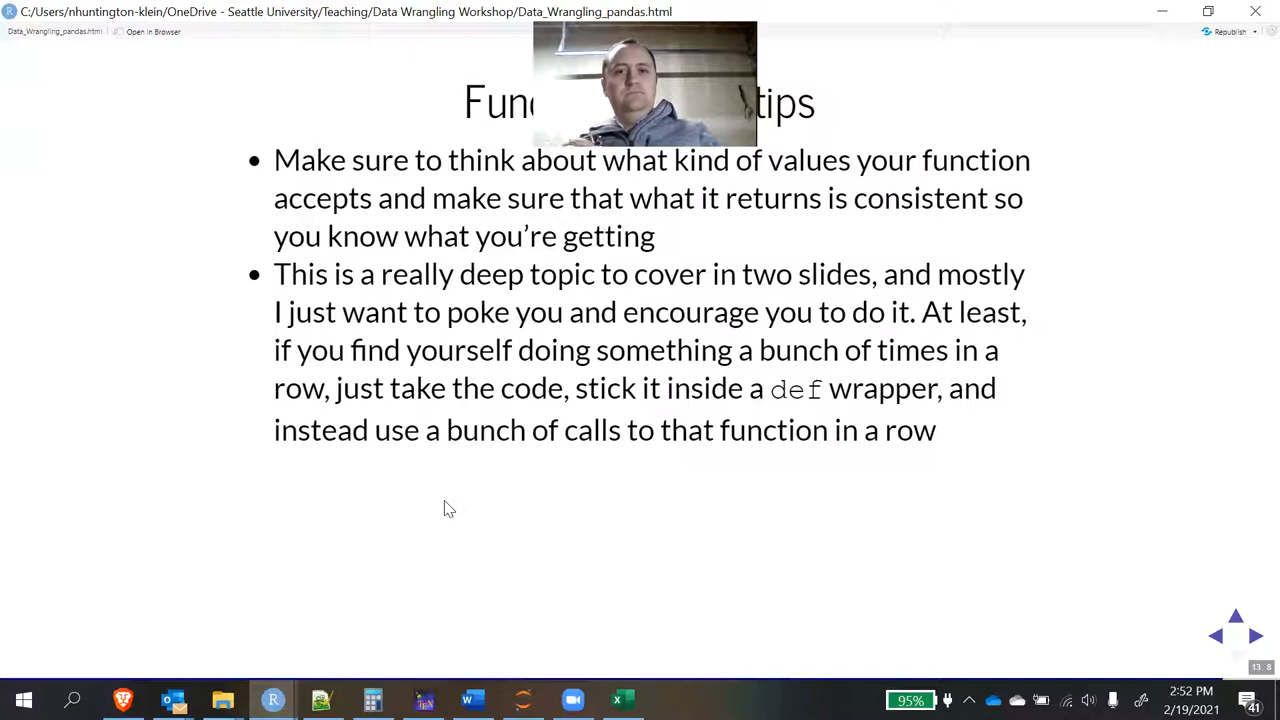 C:/Users/nhuntington-klein/OneDrive - Seattle University/Teaching/Data Wrangling Workshop/Data_Wrangling_pandas.html
Data_Wrangling_pandas.html Open in Browser Republish
tips
• Make sure to think about what kind of values your function
accepts and make sure that what it returns is consistent so
you know what you’re getting
• This is a really deep topic to cover in two slides, and mostly
I just want to poke you and encourage you to do it. At least,
if you find yourself doing something a bunch of times in a
row, just take the code, stick it inside a def wrapper, and
instead use a bunch of calls to that function in a row
13.8
95%
2:52 PM
2/19/2021
41